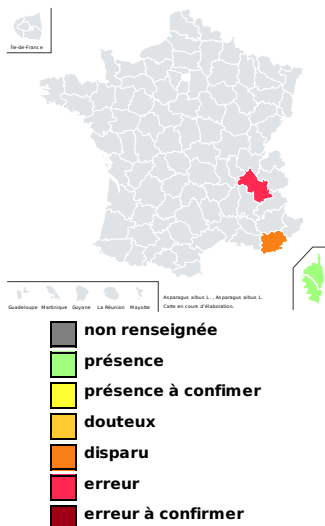 Île-de-France
Guadeloupe Martinique Guyane La Réunion Mayotte
Asparagus albus L. , Asparagus albus L.
Carte en cours d'élaboration.
non renseignée
présence
présence à confimer
douteux
disparu
erreur
erreur à confirmer